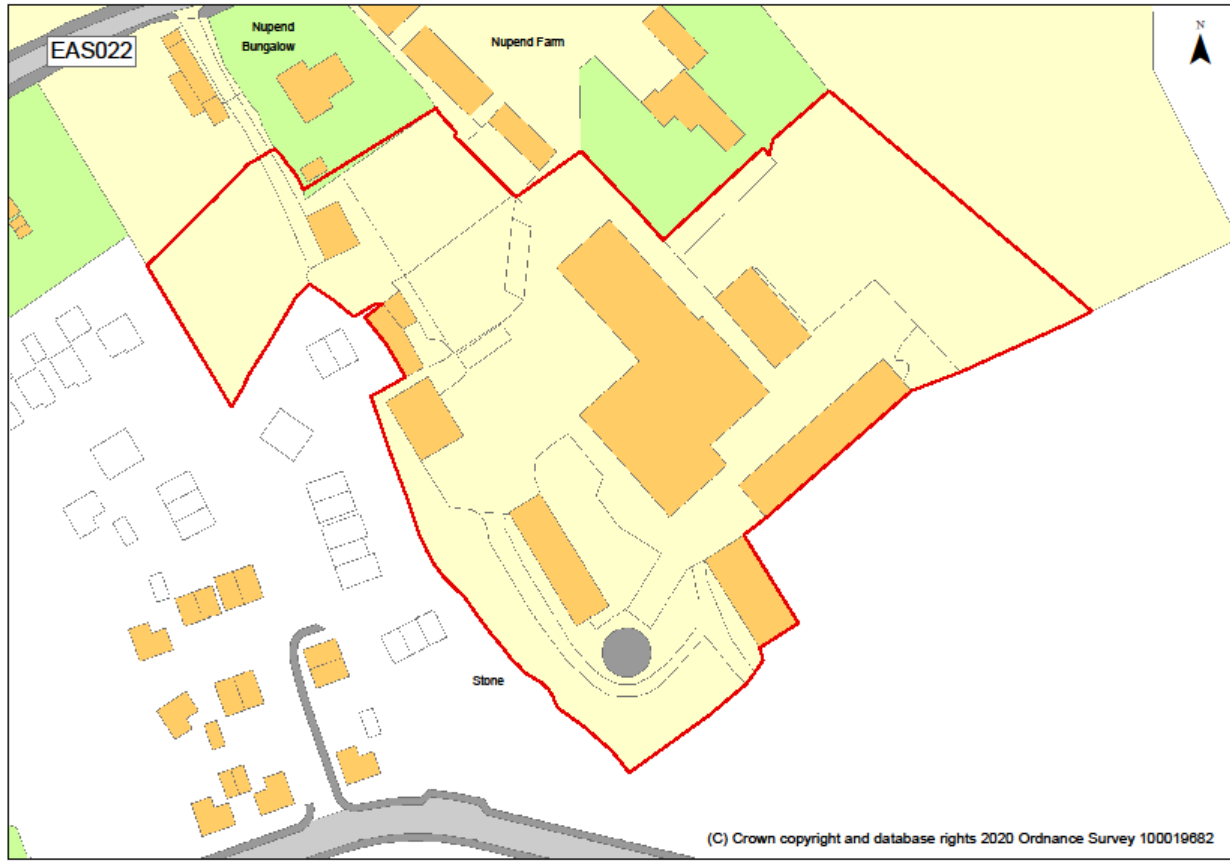 EAS022
Nupend
Bungalow
Nupend Farm
N
Stone
(C) Crown copyright and database rights 2020 Ordnance Survey 100019682